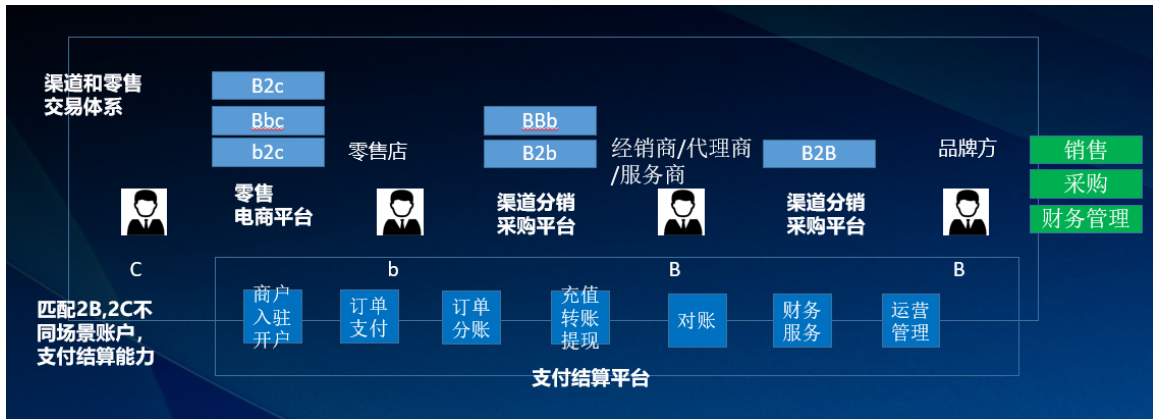 渠道和零售
交易体系
B2c
Bbc
b2c
零售
电商平台
零售店
BBb
B2b
渠道分销
采购平台
经销商/代理商
/服务商
B2B
渠道分销
采购平台
品牌方
销售
采购
财务管理
C
b
B
B
匹配2B,2C不
同场景账户，
支付结算能力
商户
入驻
开户
订单
支付
订单
分账
充值
转账
提现
对账
财务
服务
运营
管理
支付结算平台